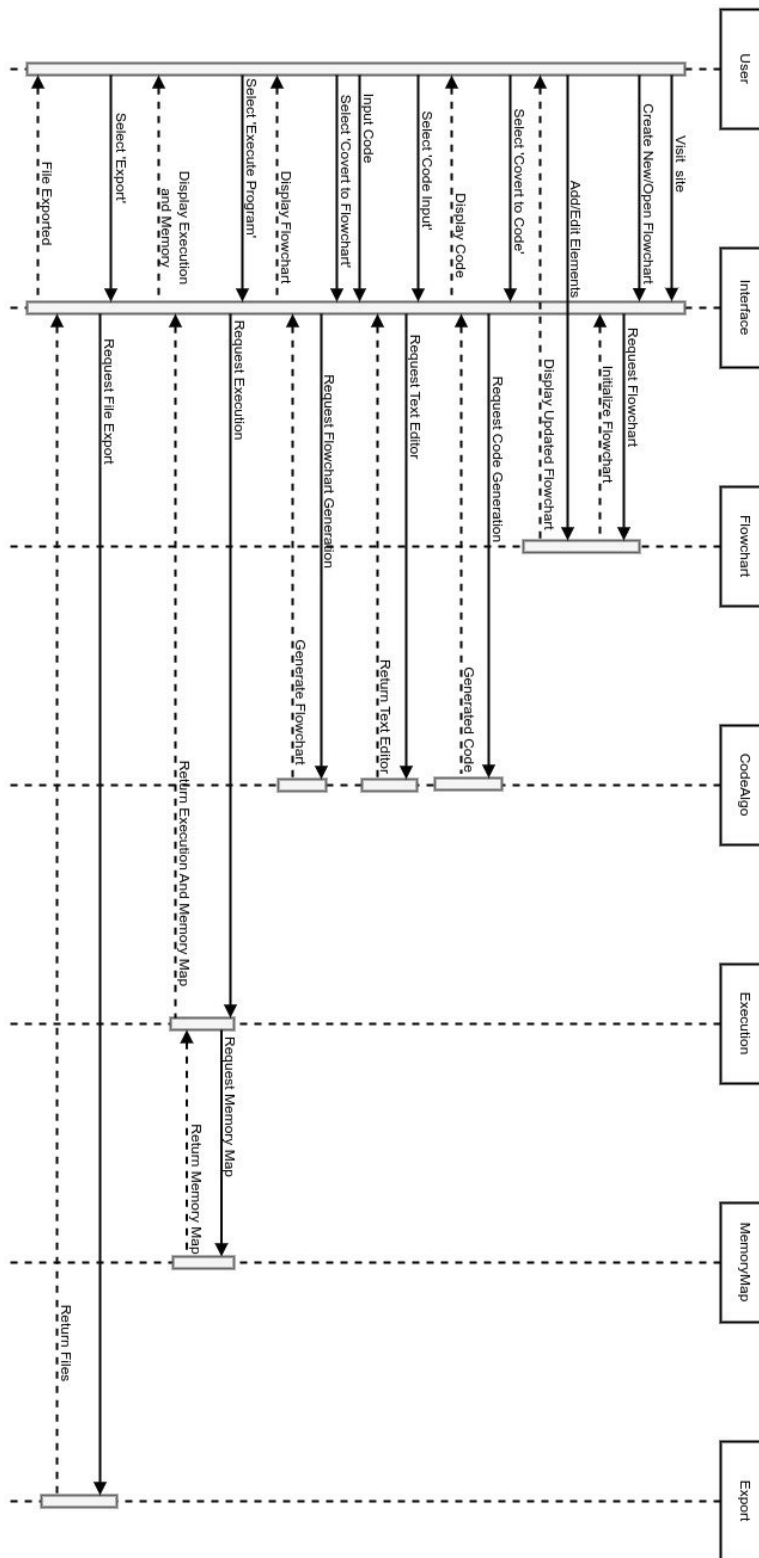 User
Interface
Flowchart
CodeAlgo
Execution
MemoryMap
Export
Visit site
Create New/Open Flowchart
Request Flowchart
Initialize Flowchart
Add/Edit Elements
Display Updated Flowchart
Select 'Covert to Code'
Request Code Generation
Generated Code
Display Code
Select 'Code Input'
Request Text Editor
Return Text Editor
Input Code
Select 'Covert to Flowchart'
Request Flowchart Generation
Generate Flowchart
Display Flowchart
Select 'Execute Program'
Request Execution
Request Memory Map
Return Memory Map
Return Execution And Memory Map
Display Execution
and Memory
Select 'Export'
Request File Export
Return Files
File Exported